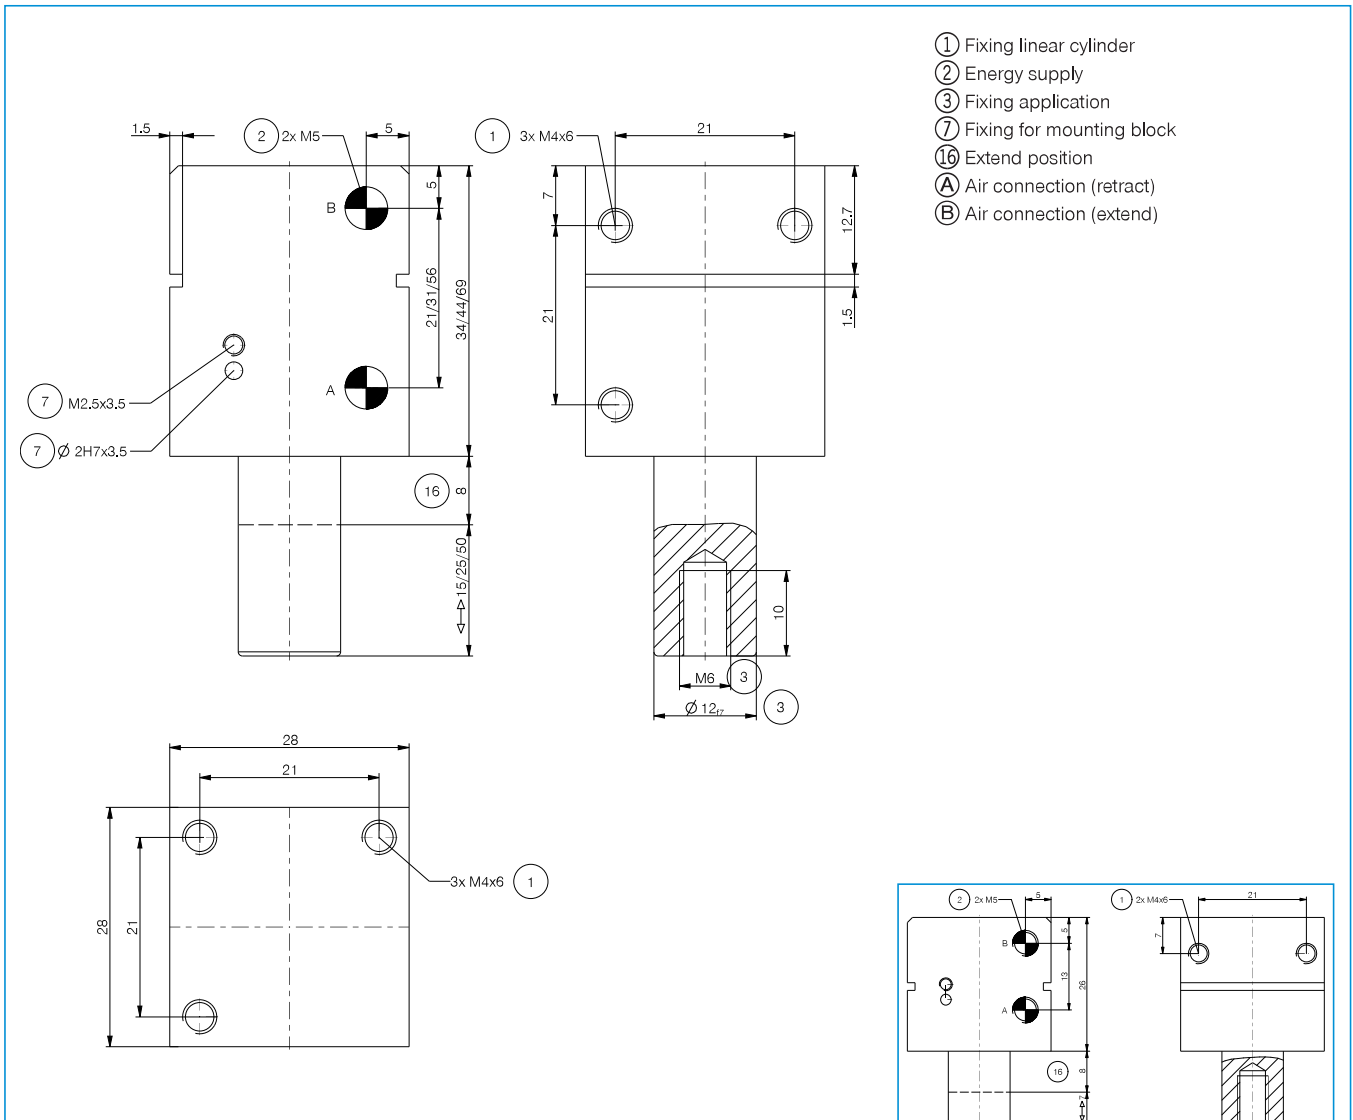 ① Fixing linear cylinder
② Energy supply
③ Fixing application
⑦ Fixing for mounting block
⑯ Extend position
Ⓐ Air connection (retract)
Ⓑ Air connection (extend)
1.5
2 2x M5
5
5
B
21/31/56
34/44/69
A
7 M2.5x3.5
7 Ø 2H7x3.5
16
8
15/25/50
1 3x M4x6
21
7
12.7
21
1.5
10
M6 3
Ø 12f7 3
28
21
28
21
3x M4x6 1
2 2x M5
5
5
B
13
26
A
16
8
7
1 2x M4x6
21
7